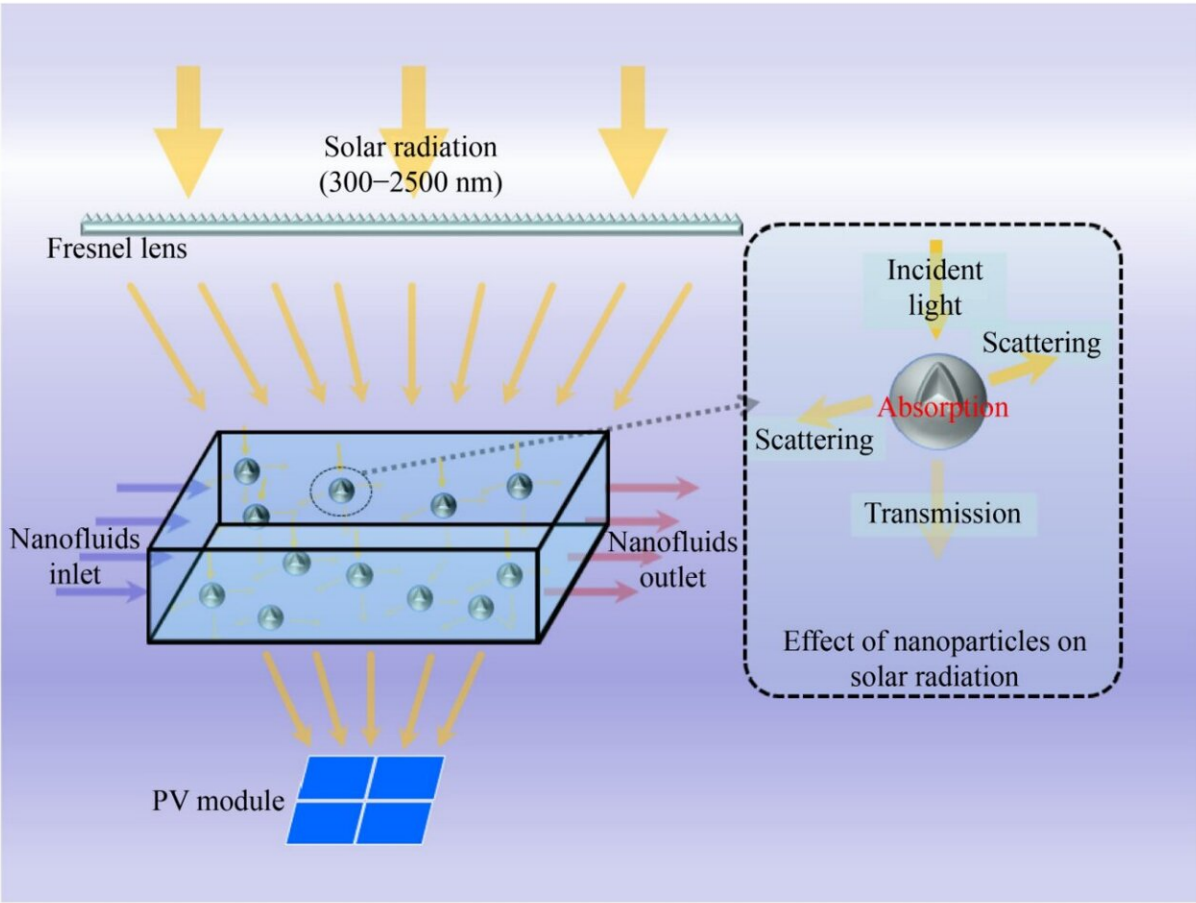 Solar radiation
(300−2500 nm)
Fresnel lens
Incident
light
Scattering
Absorption
Scattering
Transmission
Effect of nanoparticles on
solar radiation
Nanofluids
inlet
Nanofluids
outlet
PV module